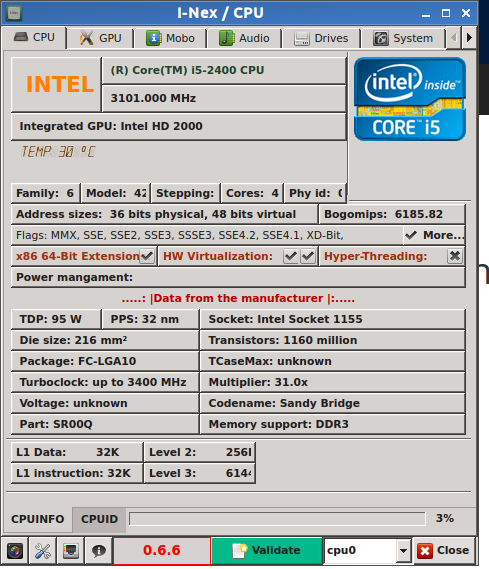 I-Nex / CPU
CPU GPU Mobo Audio Drives System
INTEL
(R) Core(TM) i5-2400 CPU
3101.000 MHz
intel inside™
CORE™ i5
Integrated GPU: Intel HD 2000
TEMP: 30 °C
Family: 6 Model: 42 Stepping: Cores: 4 Phy id:
Address sizes: 36 bits physical, 48 bits virtual Bogomips: 6185.82
Flags: MMX, SSE, SSE2, SSE3, SSSE3, SSE4.2, SSE4.1, XD-Bit, More...
x86 64-Bit Extension HW Virtualization: Hyper-Threading:
Power mangament:
.....: |Data from the manufacturer |:.....
TDP: 95 W PPS: 32 nm Socket: Intel Socket 1155
Die size: 216 mm² Transistors: 1160 million
Package: FC-LGA10 TCaseMax: unknown
Turboclock: up to 3400 MHz Multiplier: 31.0x
Voltage: unknown Codename: Sandy Bridge
Part: SR00Q Memory support: DDR3
L1 Data: 32K Level 2: 256
L1 instruction: 32K Level 3: 6144
CPUINFO CPUID 3%
0.6.6 Validate cpu0 Close